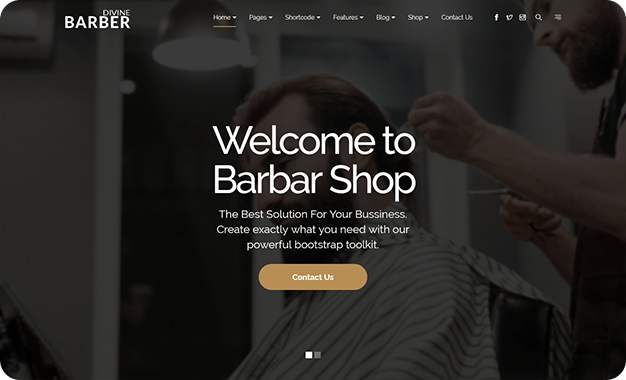 DIVINE
BARBER
Home Pages Shortcode Features Blog Shop Contact Us
Welcome to
Barbar Shop
The Best Solution For Your Bussiness.
Create exactly what you need with our
powerful bootstrap toolkit.
Contact Us